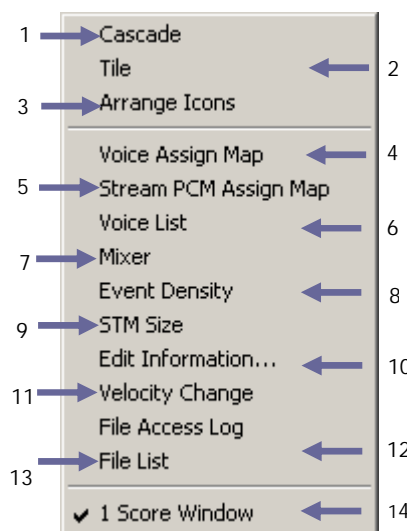 1 Cascade
Tile 2
3 Arrange Icons
Voice Assign Map 4
5 Stream PCM Assign Map
Voice List 6
7 Mixer
Event Density 8
9 STM Size
Edit Information... 10
11 Velocity Change
File Access Log 12
13 File List
✔ 1 Score Window 14